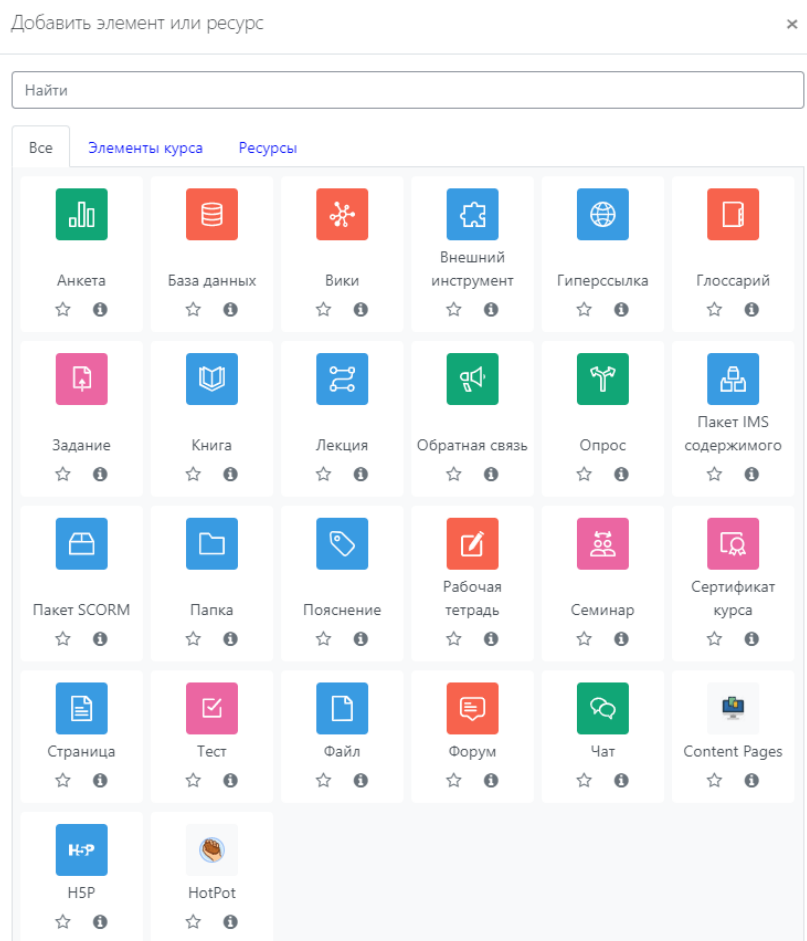 Добавить элемент или ресурс
×
Найти
Все Элементы курса Ресурсы
Анкета
База данных
Вики
Внешний
инструмент
Гиперссылка
Глоссарий
Задание
Книга
Лекция
Обратная связь
Опрос
Пакет IMS
содержимого
Пакет SCORM
Папка
Пояснение
Рабочая
тетрадь
Семинар
Сертификат
курса
Страница
Тест
Файл
Форум
Чат
Content Pages
H5P
H5P
HotPot